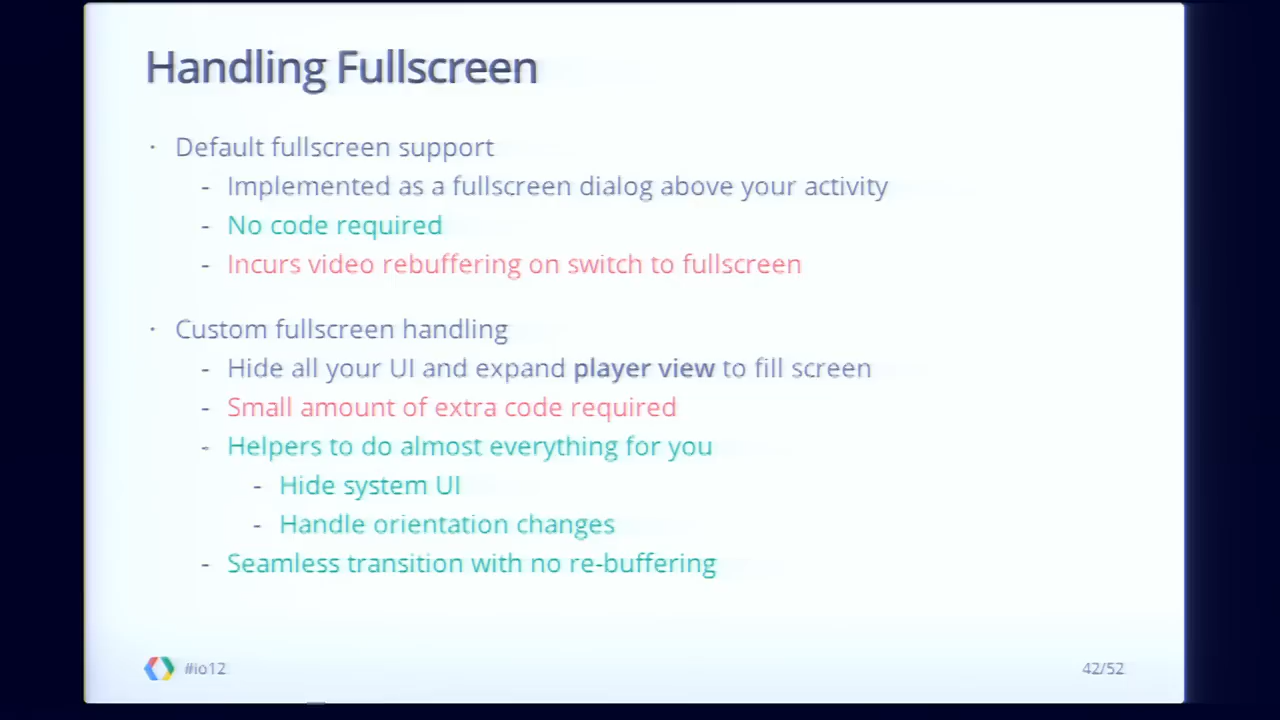 Handling Fullscreen
· Default fullscreen support
- Implemented as a fullscreen dialog above your activity
- No code required
- Incurs video rebuffering on switch to fullscreen
· Custom fullscreen handling
- Hide all your UI and expand player view to fill screen
- Small amount of extra code required
- Helpers to do almost everything for you
- Hide system UI
- Handle orientation changes
- Seamless transition with no re-buffering
#io12
42/52